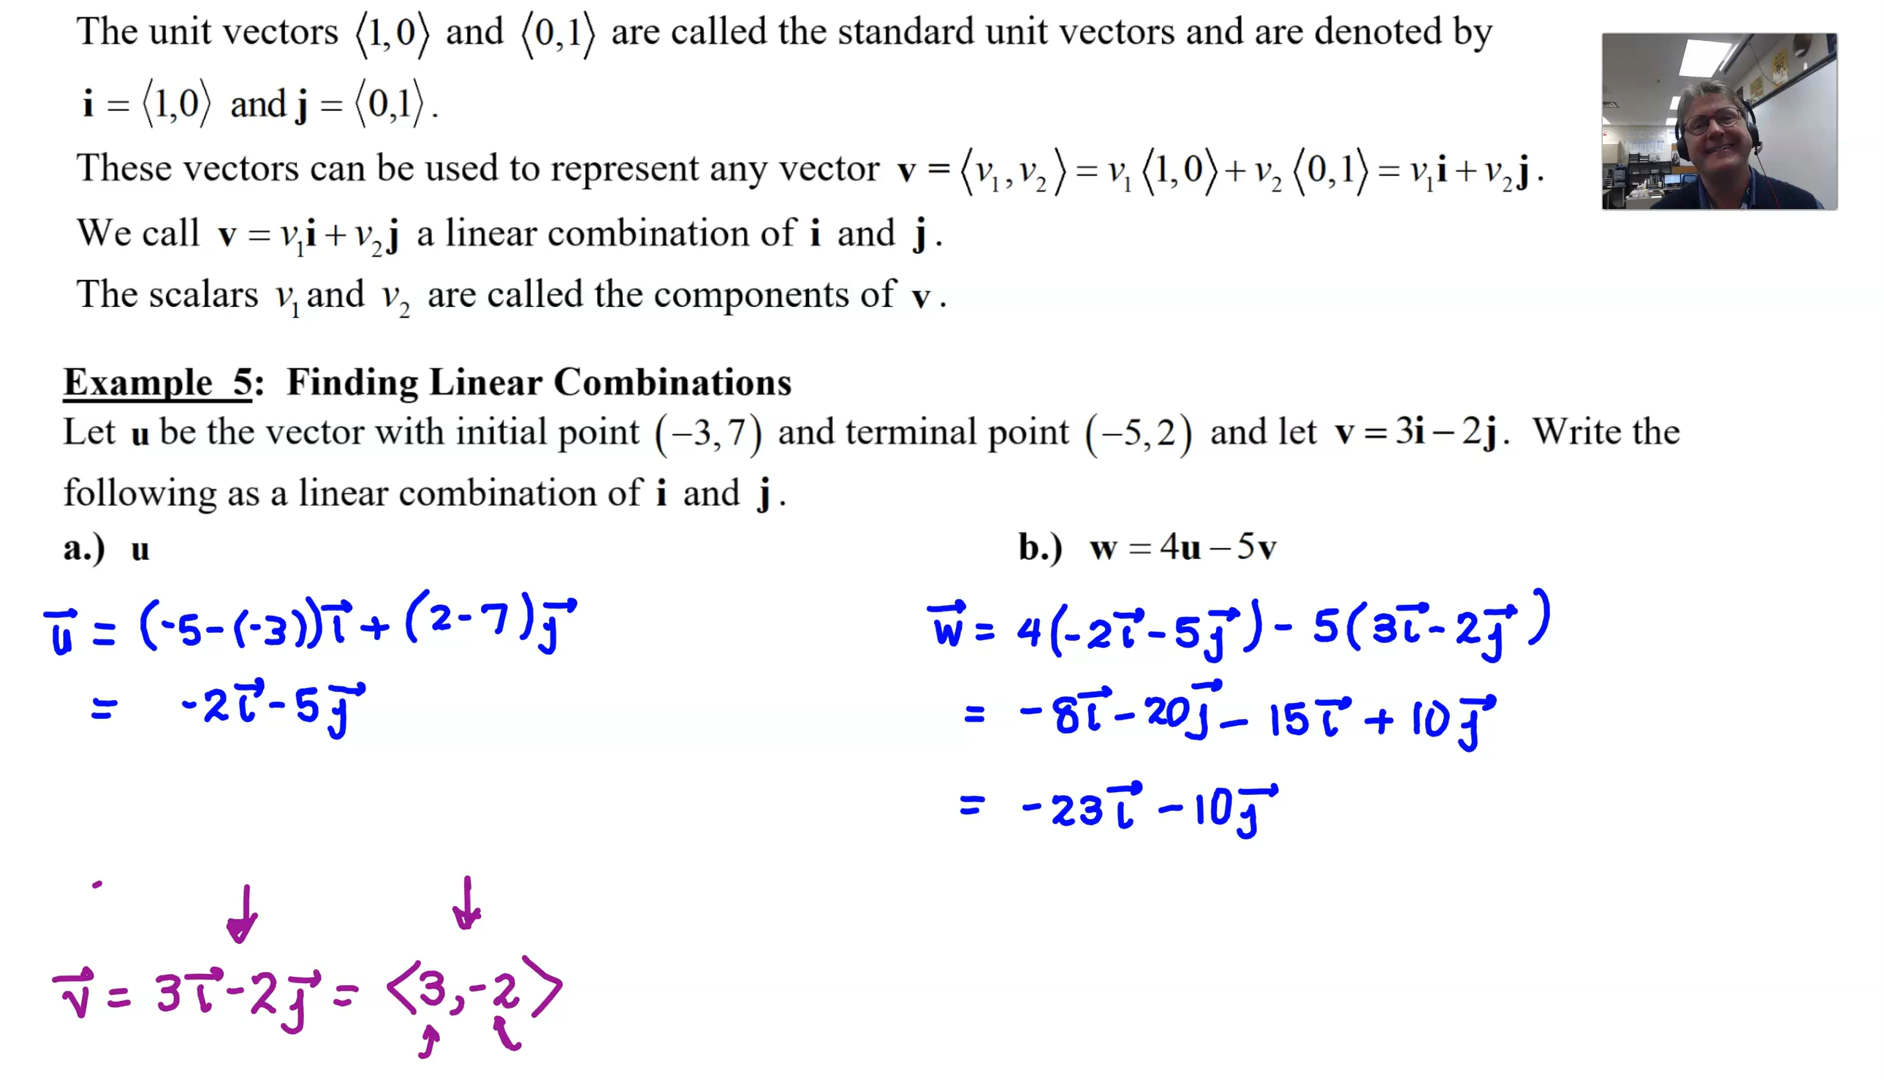 The unit vectors ⟨1,0⟩ and ⟨0,1⟩ are called the standard unit vectors and are denoted by
i = ⟨1,0⟩ and j = ⟨0,1⟩.
These vectors can be used to represent any vector v = ⟨v₁,v₂⟩ = v₁⟨1,0⟩ + v₂⟨0,1⟩ = v₁i + v₂j.
We call v = v₁i + v₂j a linear combination of i and j.
The scalars v₁ and v₂ are called the components of v.
Example 5: Finding Linear Combinations
Let u be the vector with initial point (−3,7) and terminal point (−5,2) and let v = 3i − 2j. Write the
following as a linear combination of i and j.
a.) u
u⃗ = (-5-(-3))i⃗ + (2-7)j⃗
= -2i⃗ - 5j⃗
b.) w = 4u − 5v
w⃗ = 4(-2i⃗ - 5j⃗) - 5(3i⃗ - 2j⃗)
= -8i⃗ - 20j⃗ - 15i⃗ + 10j⃗
= -23i⃗ - 10j⃗
v⃗ = 3i⃗ - 2j⃗ = <3, -2>